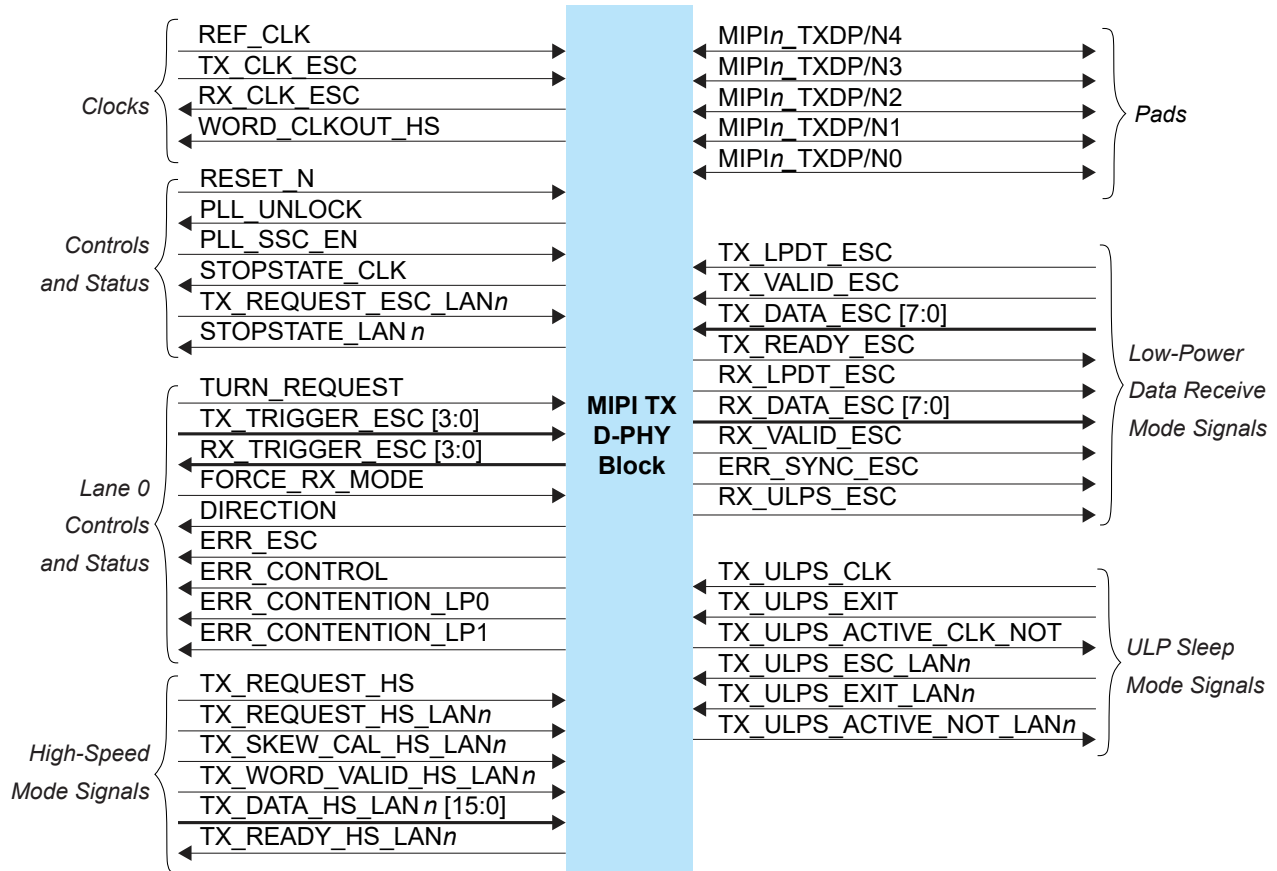 Clocks
REF_CLK
TX_CLK_ESC
RX_CLK_ESC
WORD_CLKOUT_HS
Controls
and Status
RESET_N
PLL_UNLOCK
PLL_SSC_EN
STOPSTATE_CLK
TX_REQUEST_ESC_LANn
STOPSTATE_LANn
Lane 0
Controls
and Status
TURN_REQUEST
TX_TRIGGER_ESC [3:0]
RX_TRIGGER_ESC [3:0]
FORCE_RX_MODE
DIRECTION
ERR_ESC
ERR_CONTROL
ERR_CONTENTION_LP0
ERR_CONTENTION_LP1
High-Speed
Mode Signals
TX_REQUEST_HS
TX_REQUEST_HS_LANn
TX_SKEW_CAL_HS_LANn
TX_WORD_VALID_HS_LANn
TX_DATA_HS_LANn [15:0]
TX_READY_HS_LANn
MIPI TX
D-PHY
Block
MIPIn_TXDP/N4
MIPIn_TXDP/N3
MIPIn_TXDP/N2
MIPIn_TXDP/N1
MIPIn_TXDP/N0
Pads
TX_LPDT_ESC
TX_VALID_ESC
TX_DATA_ESC [7:0]
TX_READY_ESC
RX_LPDT_ESC
RX_DATA_ESC [7:0]
RX_VALID_ESC
ERR_SYNC_ESC
RX_ULPS_ESC
Low-Power
Data Receive
Mode Signals
TX_ULPS_CLK
TX_ULPS_EXIT
TX_ULPS_ACTIVE_CLK_NOT
TX_ULPS_ESC_LANn
TX_ULPS_EXIT_LANn
TX_ULPS_ACTIVE_NOT_LANn
ULP Sleep
Mode Signals